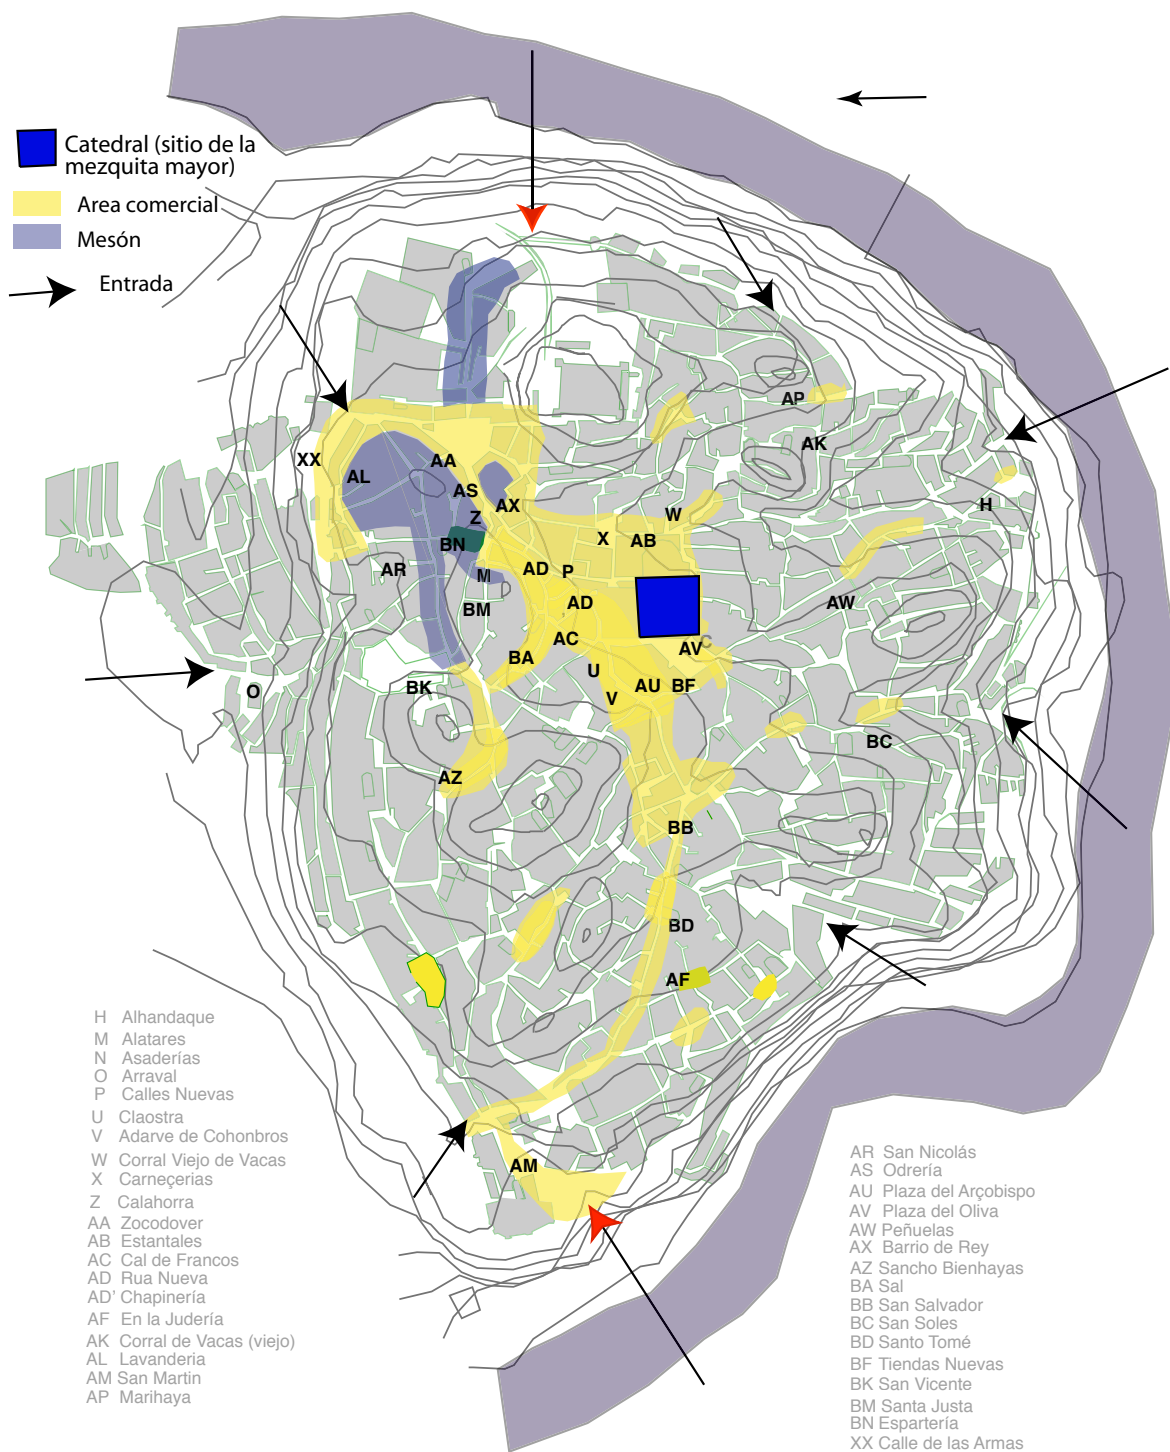 Catedral (sitio de la
mezquita mayor)
Area comercial
Mesón
Entrada
AP
AK
XX
AA
AL
AS
AX
H
Z
W
X
AB
BN
AR
M
AD
P
BM
AD
AW
AC
AV
C
BA
U
AU
BF
BK
V
O
BC
AZ
BB
BD
AF
AM
H Alhandaque
M Alatares
N Asaderías
O Arraval
P Calles Nuevas
U Claostra
V Adarve de Cohonbros
W Corral Viejo de Vacas
X Carneçerias
Z Calahorra
AA Zocodover
AB Estantales
AC Cal de Francos
AD Rua Nueva
AD' Chapinería
AF En la Judería
AK Corral de Vacas (viejo)
AL Lavanderia
AM San Martin
AP Marihaya
AR San Nicolás
AS Odrería
AU Plaza del Arçobispo
AV Plaza del Oliva
AW Peñuelas
AX Barrio de Rey
AZ Sancho Bienhayas
BA Sal
BB San Salvador
BC San Soles
BD Santo Tomé
BF Tiendas Nuevas
BK San Vicente
BM Santa Justa
BN Espartería
XX Calle de las Armas